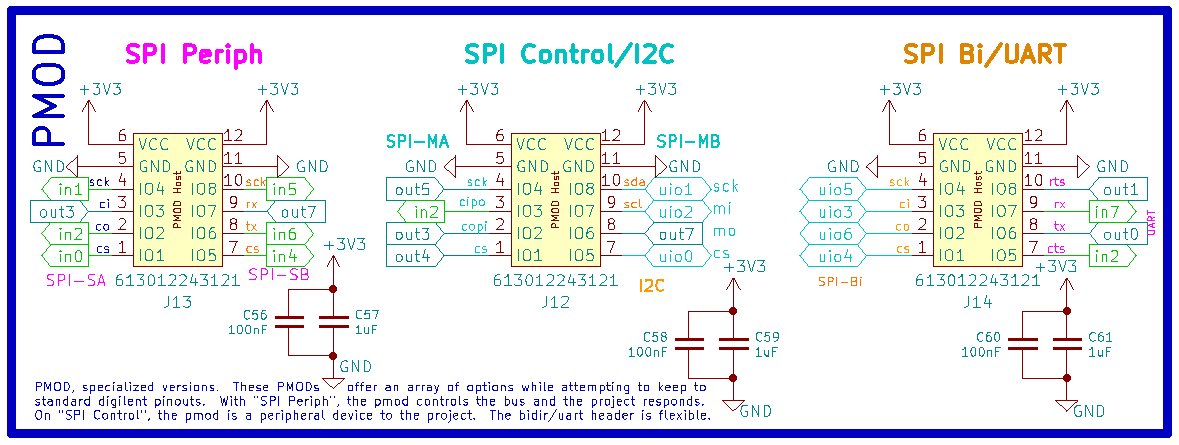 PMOD
SPI Periph
+3V3
+3V3
6 VCC VCC 12
GND 5 GND GND 11 GND
in1 sck 4 IO4 IO8 10 sck in5
out3 ci 3 IO3 IO7 9 rx out7
in2 co 2 IO2 IO6 8 tx in6
in0 cs 1 IO1 IO5 7 cs in4
PMOD Host
SPI-SA
SPI-SB
613012243121
J13
+3V3
C56
100nF
C57
1uF
GND
SPI Control/I2C
+3V3
+3V3
SPI-MA
SPI-MB
6 VCC VCC 12
GND 5 GND GND 11 GND
out5 sck 4 IO4 IO8 10 sda uio1 sck
in2 cipo 3 IO3 IO7 9 scl uio2 mi
out3 copi 2 IO2 IO6 8 out7 mo
out4 cs 1 IO1 IO5 7 uio0 cs
PMOD Host
613012243121
I2C
J12
+3V3
C58
100nF
C59
1uF
GND
SPI Bi/UART
+3V3
+3V3
6 VCC VCC 12
GND 5 GND GND 11 GND
uio5 sck 4 IO4 IO8 10 rts out1
uio3 ci 3 IO3 IO7 9 rx in7
uio6 co 2 IO2 IO6 8 tx out0
uio4 cs 1 IO1 IO5 7 cts in2
PMOD Host
UART
SPI-Bi
613012243121
J14
+3V3
C60
100nF
C61
1uF
GND
PMOD, specialized versions. These PMODs offer an array of options while attempting to keep to
standard digilent pinouts. With "SPI Periph", the pmod controls the bus and the project responds.
On "SPI Control", the pmod is a peripheral device to the project. The bidir/uart header is flexible.